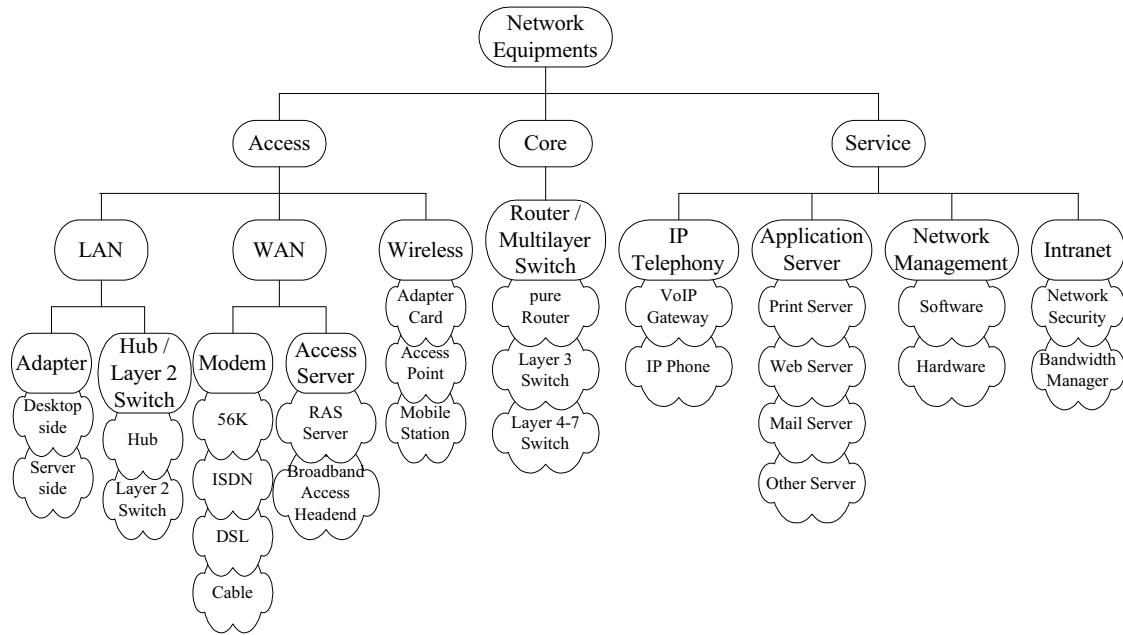 Network
Equipments
Access
Core
Service
LAN
WAN
Wireless
Router /
Multilayer
Switch
IP
Telephony
Application
Server
Network
Management
Intranet
Adapter
Hub /
Layer 2
Switch
Modem
Access
Server
Adapter
Card
Access
Point
Mobile
Station
pure
Router
Layer 3
Switch
Layer 4-7
Switch
VoIP
Gateway
IP Phone
Print Server
Web Server
Mail Server
Other Server
Software
Hardware
Network
Security
Bandwidth
Manager
Desktop
side
Server
side
Hub
Layer 2
Switch
56K
ISDN
DSL
Cable
RAS
Server
Broadband
Access
Headend